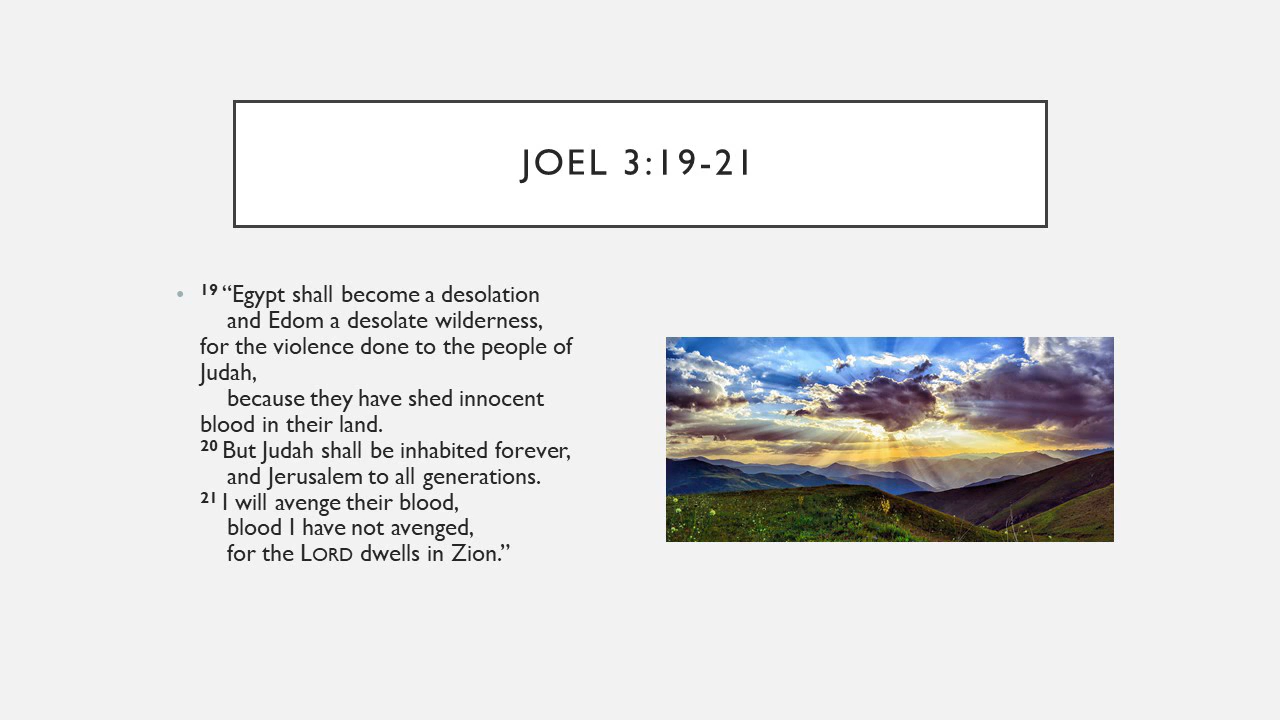 JOEL 3:19-21
• 19 “Egypt shall become a desolation
and Edom a desolate wilderness,
for the violence done to the people of
Judah,
because they have shed innocent
blood in their land.
20 But Judah shall be inhabited forever,
and Jerusalem to all generations.
21 I will avenge their blood,
blood I have not avenged,
for the LORD dwells in Zion.”